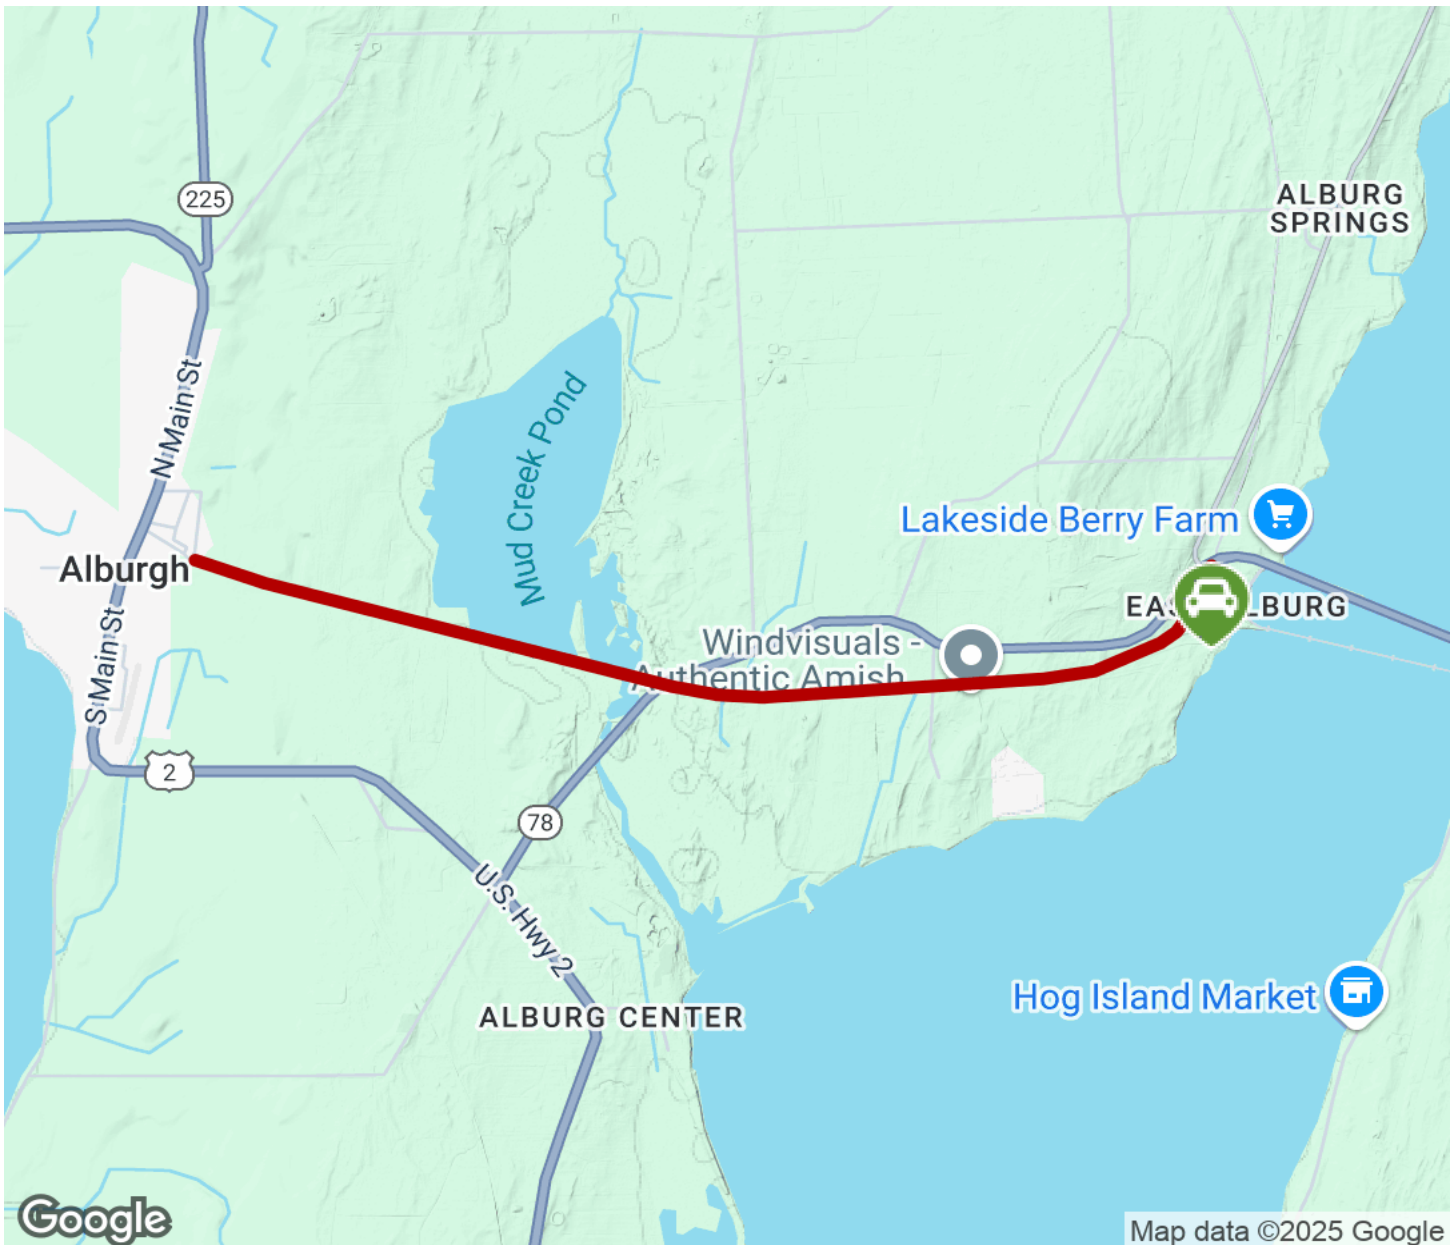 225
ALBURG
SPRINGS
N Main St
Mud Creek Pond
Lakeside Berry Farm
Alburgh
Windvisuals -
Authentic Amish
S Main St
2
78
U.S. Hwy 2
Hog Island Market
ALBURG CENTER
Google
Map data ©2025 Google